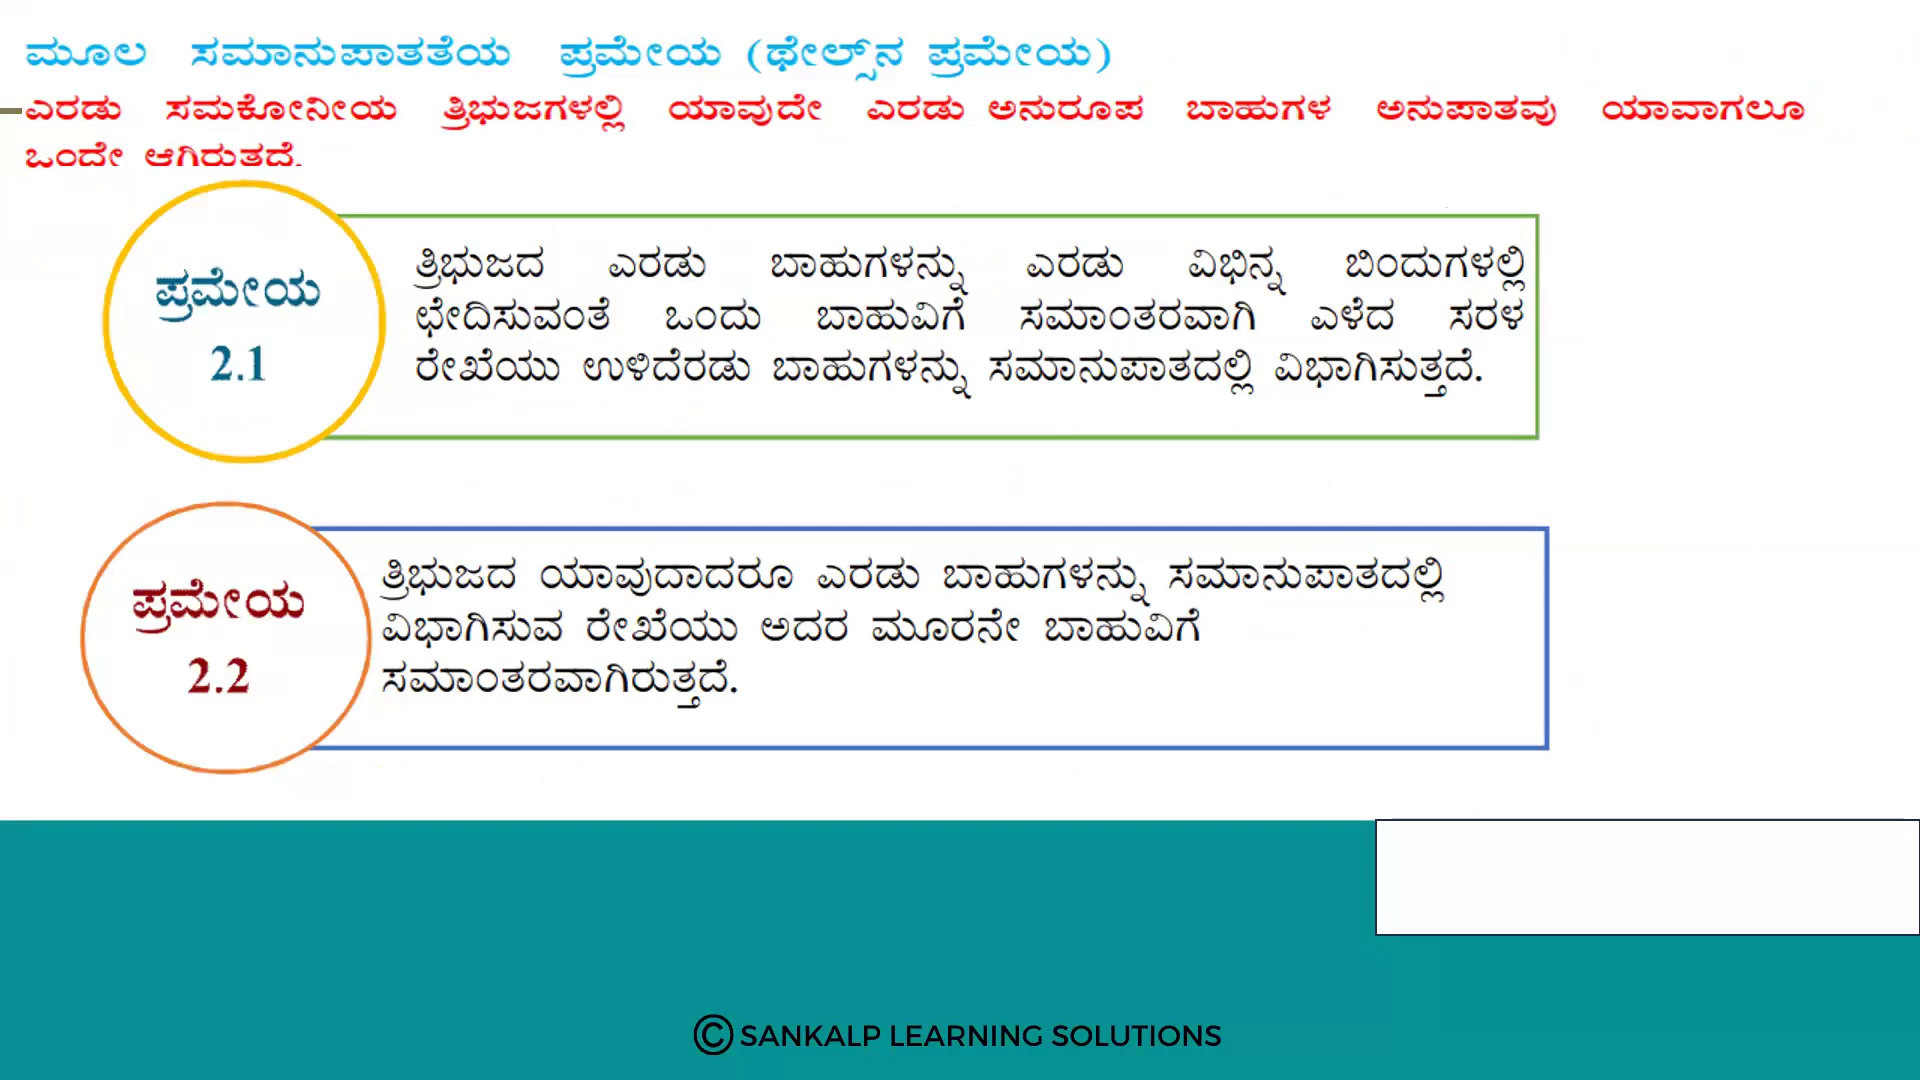 ಮೂಲ ಸಮಾನುಪಾತತೆಯ ಪ್ರಮೇಯ (ಥೇಲ್ಸ್‌ನ ಪ್ರಮೇಯ)
ಎರಡು ಸಮಕೋನೀಯ ತ್ರಿಭುಜಗಳಲ್ಲಿ ಯಾವುದೇ ಎರಡು ಅನುರೂಪ ಬಾಹುಗಳ ಅನುಪಾತವು ಯಾವಾಗಲೂ
ಒಂದೇ ಆಗಿರುತದೆ.
ಪ್ರಮೇಯ
2.1
ತ್ರಿಭುಜದ ಎರಡು ಬಾಹುಗಳನ್ನು ಎರಡು ವಿಭಿನ್ನ ಬಿಂದುಗಳಲ್ಲಿ
ಛೇದಿಸುವಂತೆ ಒಂದು ಬಾಹುವಿಗೆ ಸಮಾಂತರವಾಗಿ ಎಳೆದ ಸರಳ
ರೇಖೆಯು ಉಳಿದೆರಡು ಬಾಹುಗಳನ್ನು ಸಮಾನುಪಾತದಲ್ಲಿ ವಿಭಾಗಿಸುತ್ತದೆ.
ಪ್ರಮೇಯ
2.2
ತ್ರಿಭುಜದ ಯಾವುದಾದರೂ ಎರಡು ಬಾಹುಗಳನ್ನು ಸಮಾನುಪಾತದಲ್ಲಿ
ವಿಭಾಗಿಸುವ ರೇಖೆಯು ಅದರ ಮೂರನೇ ಬಾಹುವಿಗೆ
ಸಮಾಂತರವಾಗಿರುತ್ತದೆ.
© SANKALP LEARNING SOLUTIONS